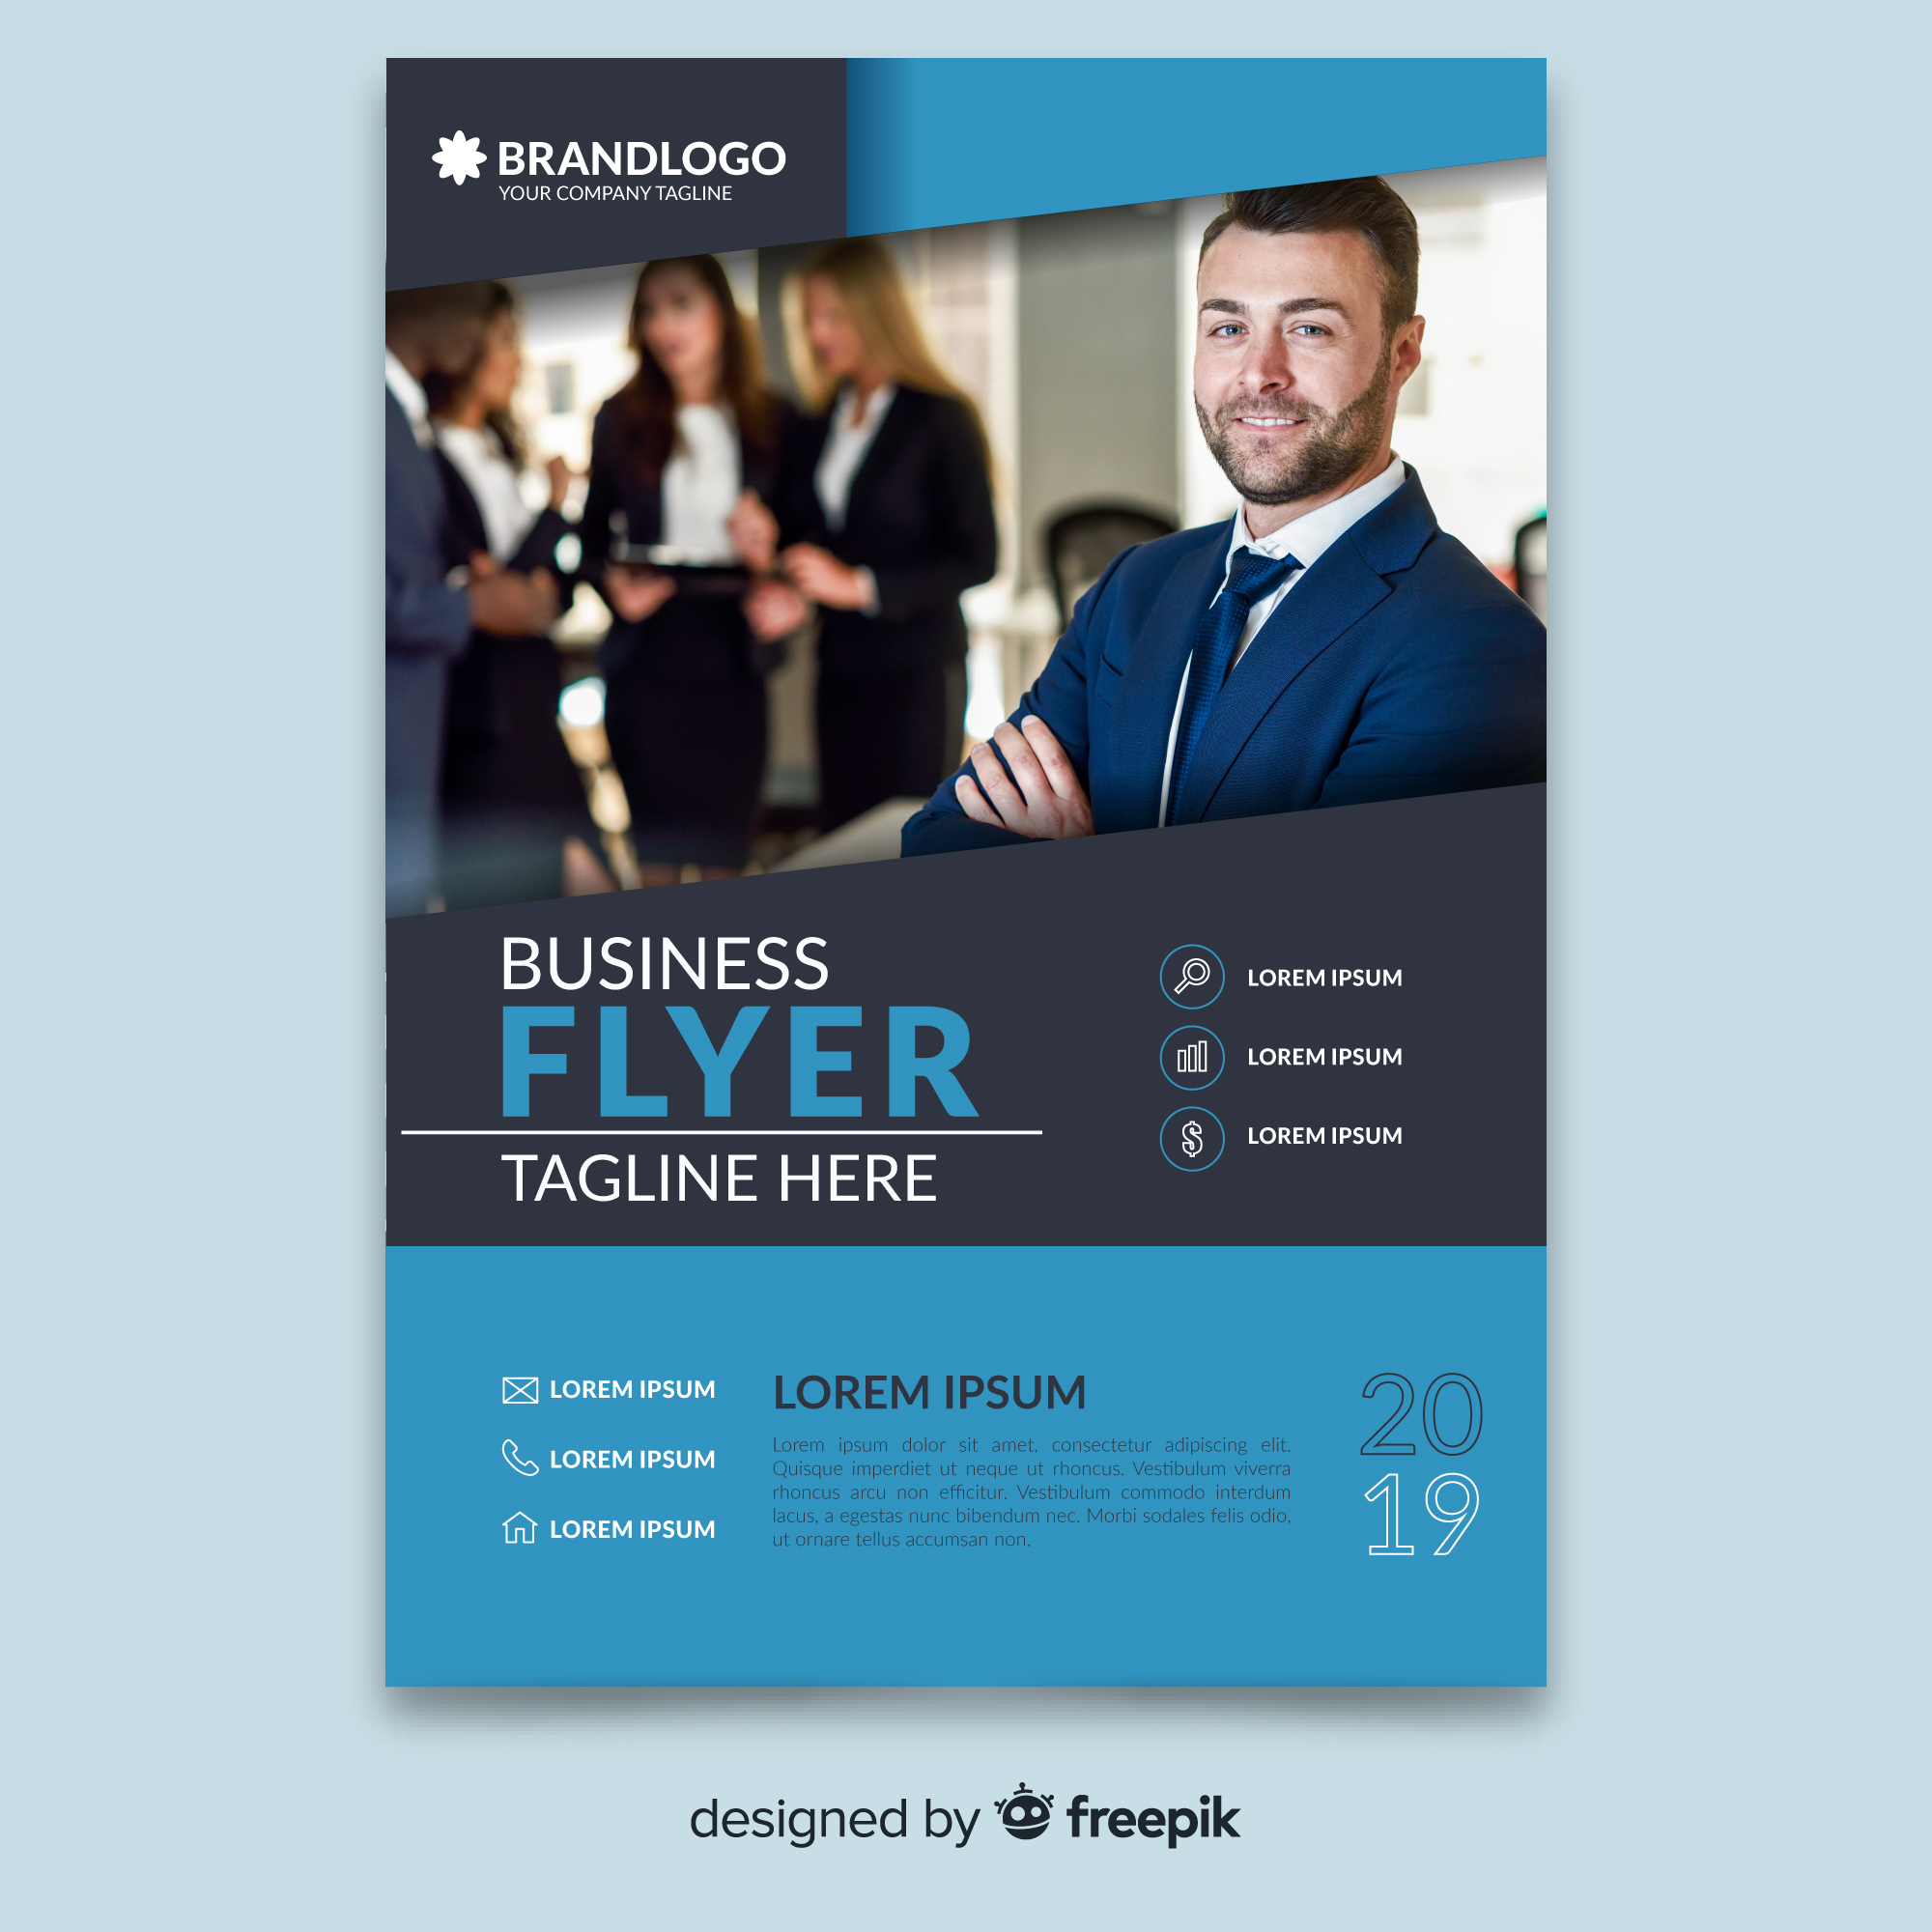 BRANDLOGO
YOUR COMPANY TAGLINE
BUSINESS
FLYER
TAGLINE HERE
LOREM IPSUM
LOREM IPSUM
LOREM IPSUM
LOREM IPSUM
LOREM IPSUM
LOREM IPSUM
LOREM IPSUM
Lorem ipsum dolor sit amet, consectetur adipiscing elit.
Quisque imperdiet ut neque ut rhoncus. Vestibulum viverra
rhoncus arcu non efficitur. Vestibulum commodo interdum
lacus, a egestas nunc bibendum nec. Morbi sodales felis odio,
ut ornare tellus accumsan non.
20
19
designed by freepik